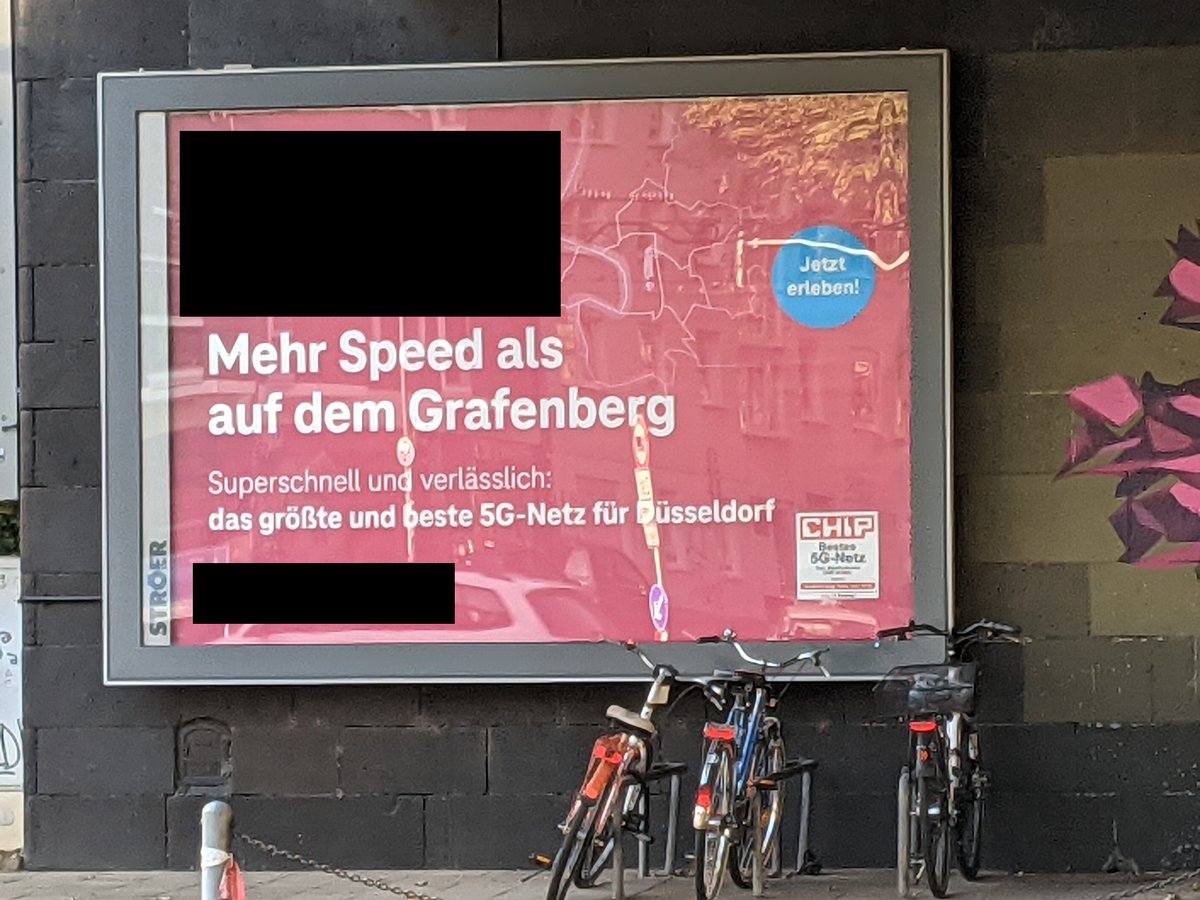 Jetzt
erleben!
Mehr Speed als
auf dem Grafenberg
Superschnell und verlässlich:
das größte und beste 5G-Netz für Düsseldorf
CHIP
Bestes
5G-Netz
STRÖER